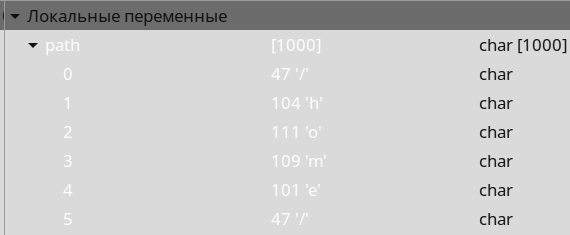 Локальные переменные
path [1000] char [1000]
0 47 '/' char
1 104 'h' char
2 111 'o' char
3 109 'm' char
4 101 'e' char
5 47 '/' char